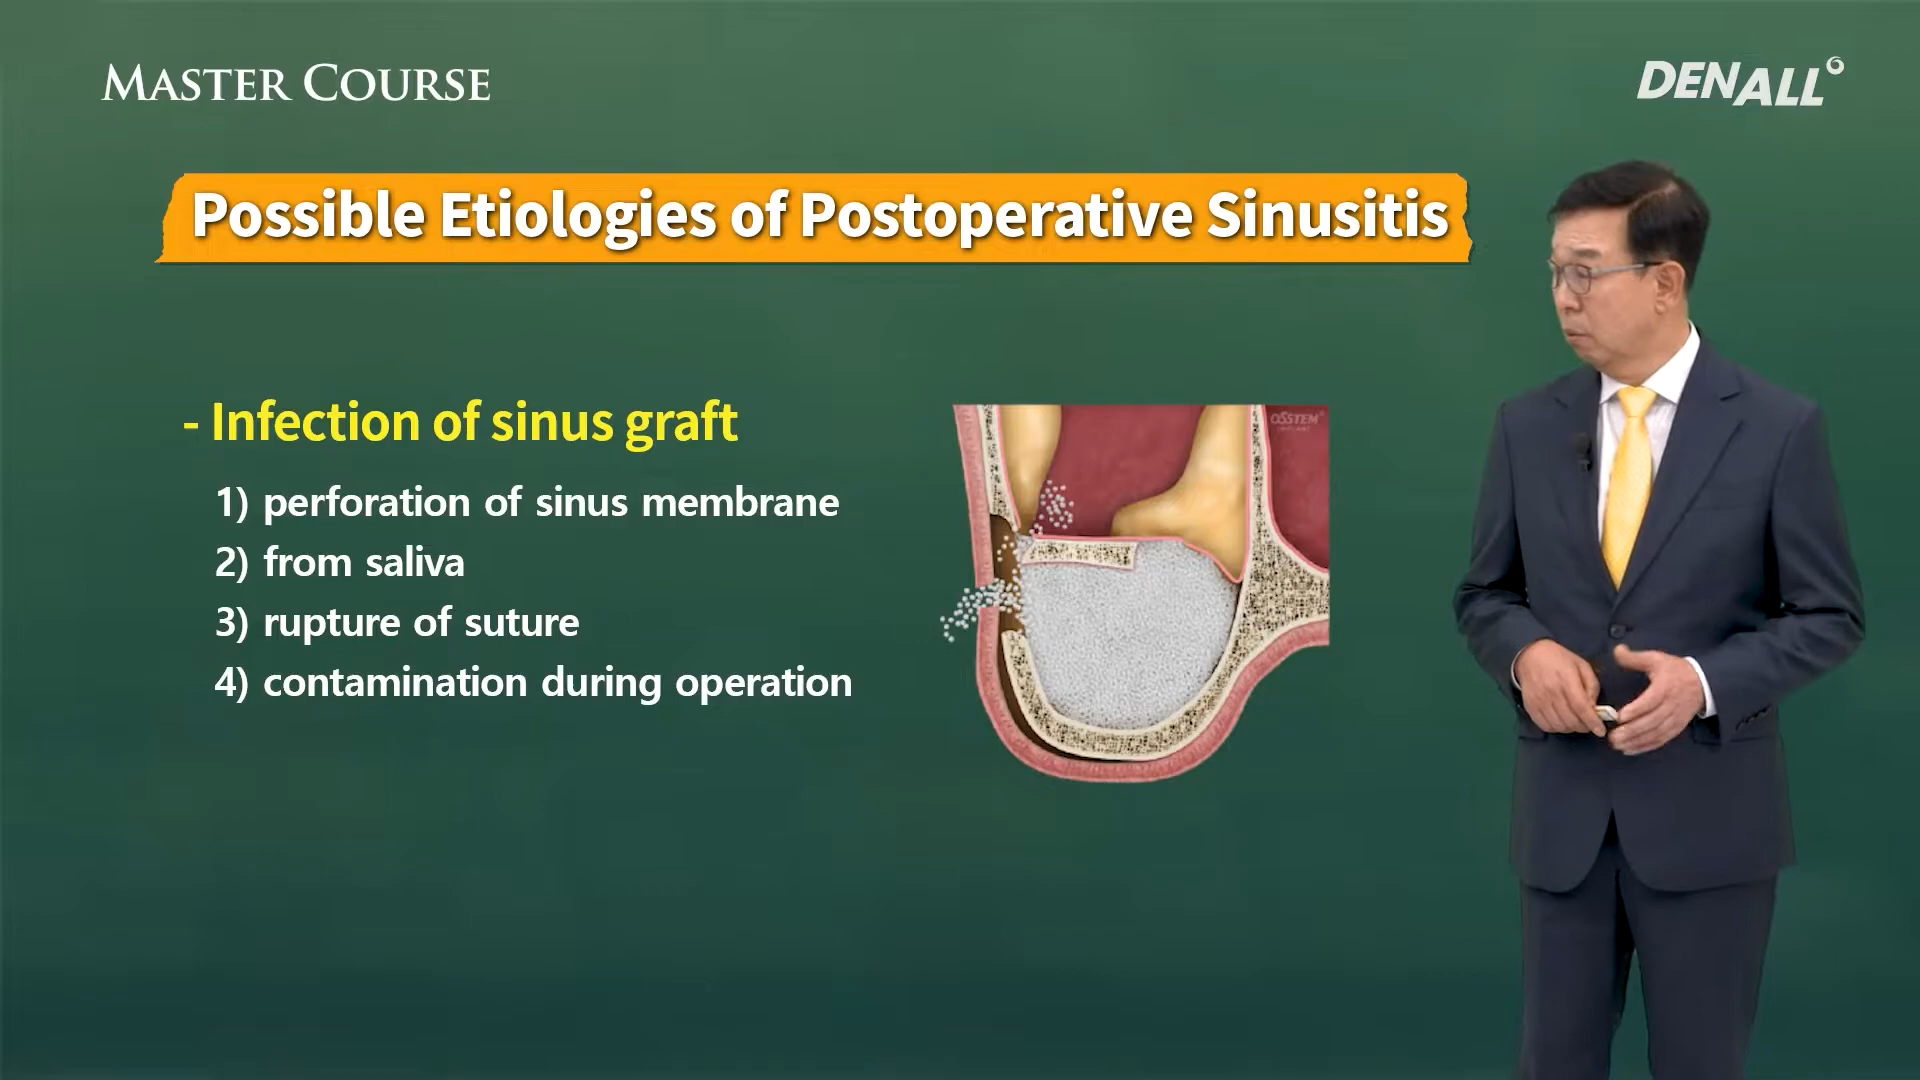 MASTER COURSE
DENALL
Possible Etiologies of Postoperative Sinusitis
- Infection of sinus graft
1) perforation of sinus membrane
2) from saliva
3) rupture of suture
4) contamination during operation
OSSTEM